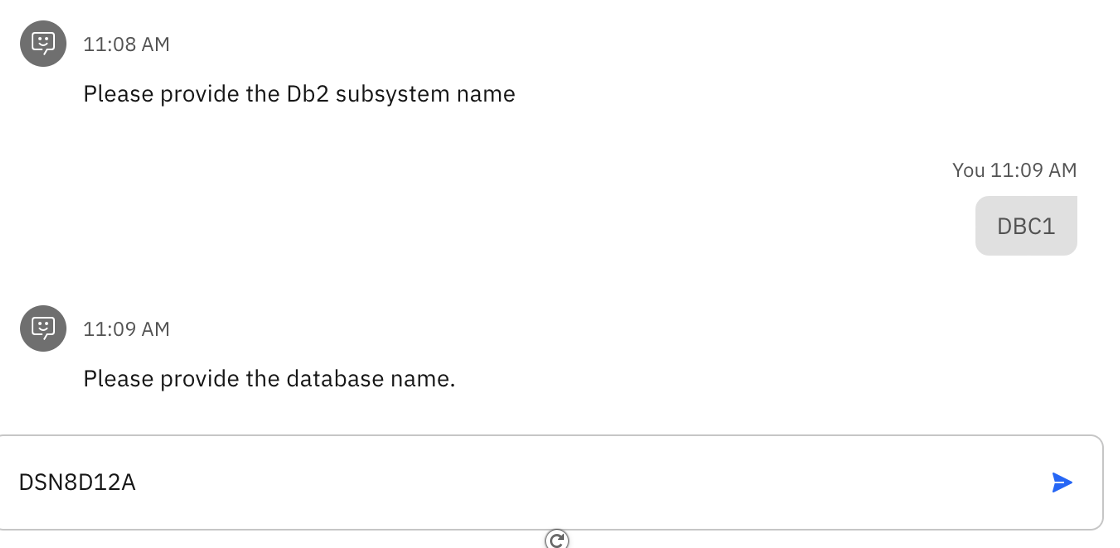 11:08 AM
Please provide the Db2 subsystem name
You 11:09 AM
DBC1
11:09 AM
Please provide the database name.
DSN8D12A